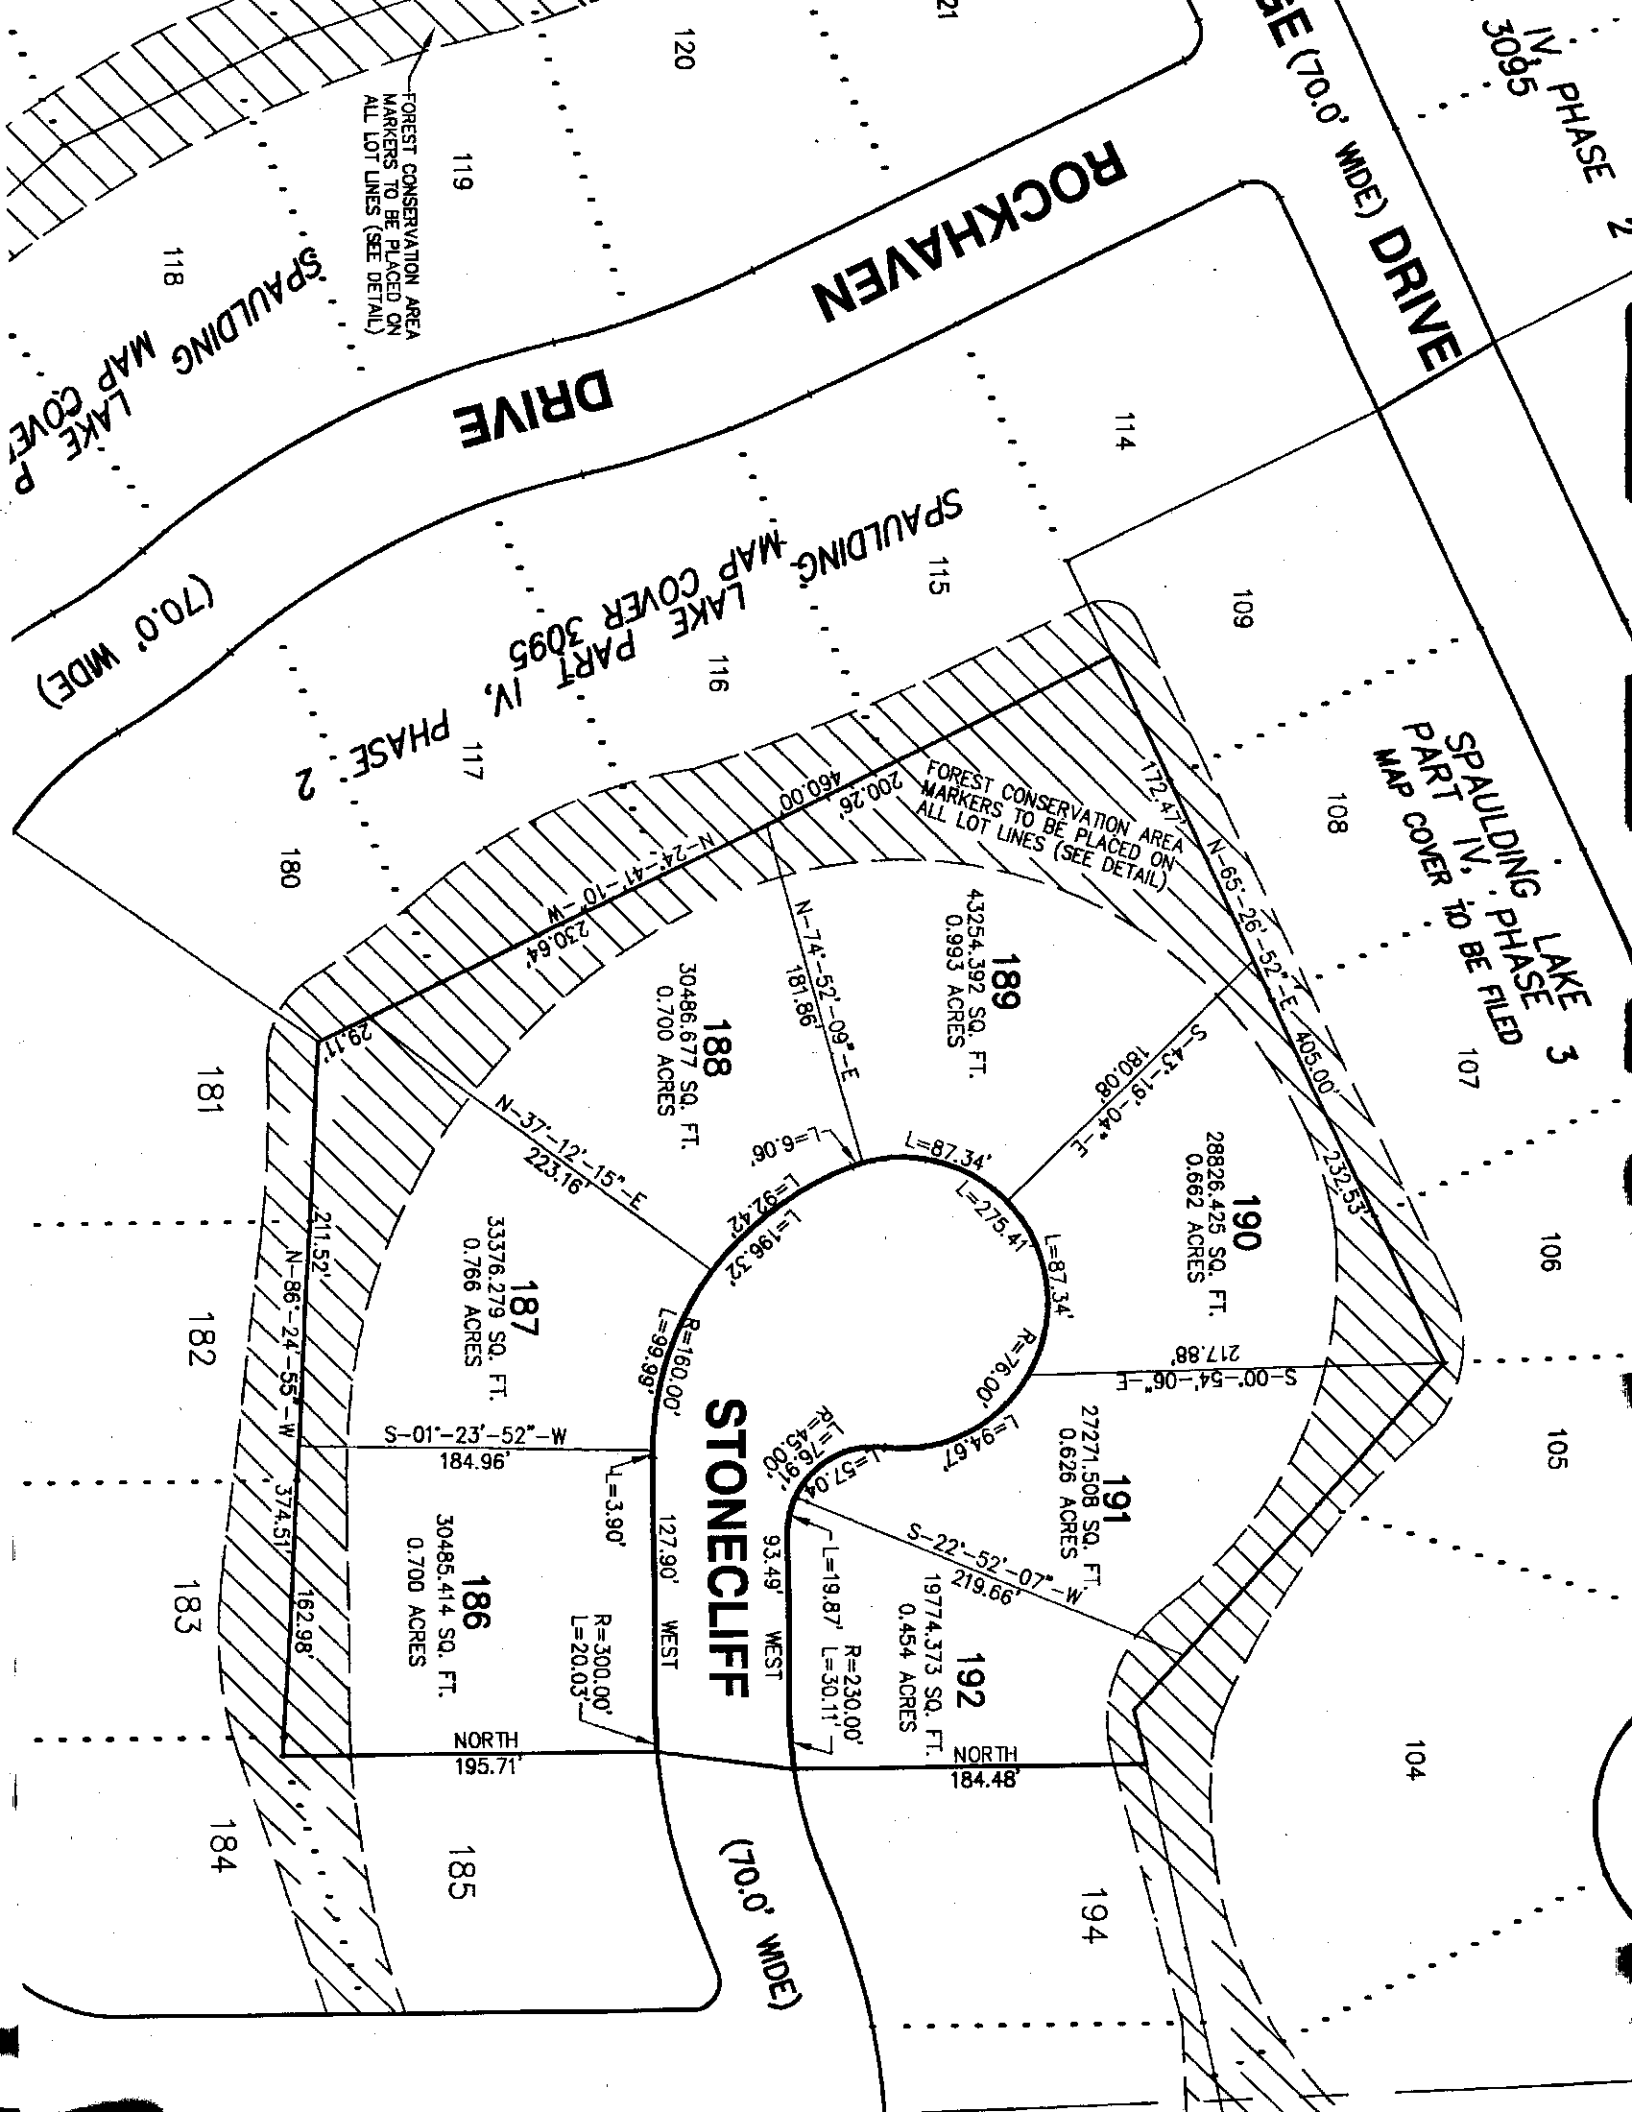 21
120
119
118
FOREST CONSERVATION AREA
MARKERS TO BE PLACED ON
ALL LOT LINES (SEE DETAIL)
SPAULDING
MAP
LAKE
COVE
P
ROCKHAVEN
DRIVE
(70.0' WIDE)
GE (70.0' WIDE) DRIVE
IV, PHASE 2
3095
114
115
116
117
SPAULDING LAKE PART IV, PHASE 2
MAP COVER 3095
109
108
107
106
105
104
SPAULDING LAKE
PART IV, PHASE 3
MAP COVER TO BE FILED
180
181
182
183
184
185
194
FOREST CONSERVATION AREA
MARKERS TO BE PLACED ON
ALL LOT LINES (SEE DETAIL)
172.47'
N-65°-26'-52"-E 405.00'
232.53'
460.00
200.26'
N-24°-41'-10"-W
230.64'
29.11'
211.52'
N-86°-24'-55"-W 374.51'
162.98'
189
43254.392 SQ. FT.
0.993 ACRES
N-74°-52'-09"-E
181.86'
188
30486.677 SQ. FT.
0.700 ACRES
S-43°-19'-04"-E
180.08'
190
28826.425 SQ. FT.
0.662 ACRES
N-37°-12'-15"-E
223.16'
187
33376.279 SQ. FT.
0.766 ACRES
L=6.06'
L=87.34'
L=275.41'
L=87.34'
L=92.42'
L=196.32'
R=160.00'
L=99.99'
R=76.00'
L=94.67'
217.88'
S-00°-54'-06"-E
191
27271.508 SQ. FT.
0.626 ACRES
L=57.04'
L=76.91'
R=45.00'
S-01°-23'-52"-W
184.96'
L=3.90'
127.90' WEST
STONECLIFF
93.49' WEST
L=19.87'
R=230.00'
L=30.11'
S-22°-52'-07"-W
219.66'
186
30485.414 SQ. FT.
0.700 ACRES
R=300.00'
L=20.03'
192
19774.373 SQ. FT.
0.454 ACRES
NORTH
195.71'
NORTH
184.48'
(70.0' WIDE)